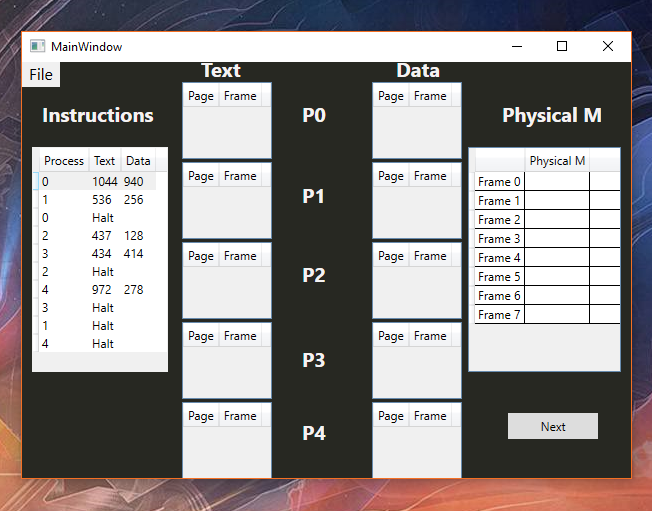 MainWindow
File
Text
Data
Instructions
Physical M
Process Text Data
0 1044 940
1 536 256
0 Halt
2 437 128
3 434 414
2 Halt
4 972 278
3 Halt
1 Halt
4 Halt
Page Frame
P0
Page Frame
Page Frame
P1
Page Frame
Page Frame
P2
Page Frame
Page Frame
P3
Page Frame
Page Frame
P4
Page Frame
Physical M
Frame 0
Frame 1
Frame 2
Frame 3
Frame 4
Frame 5
Frame 6
Frame 7
Next